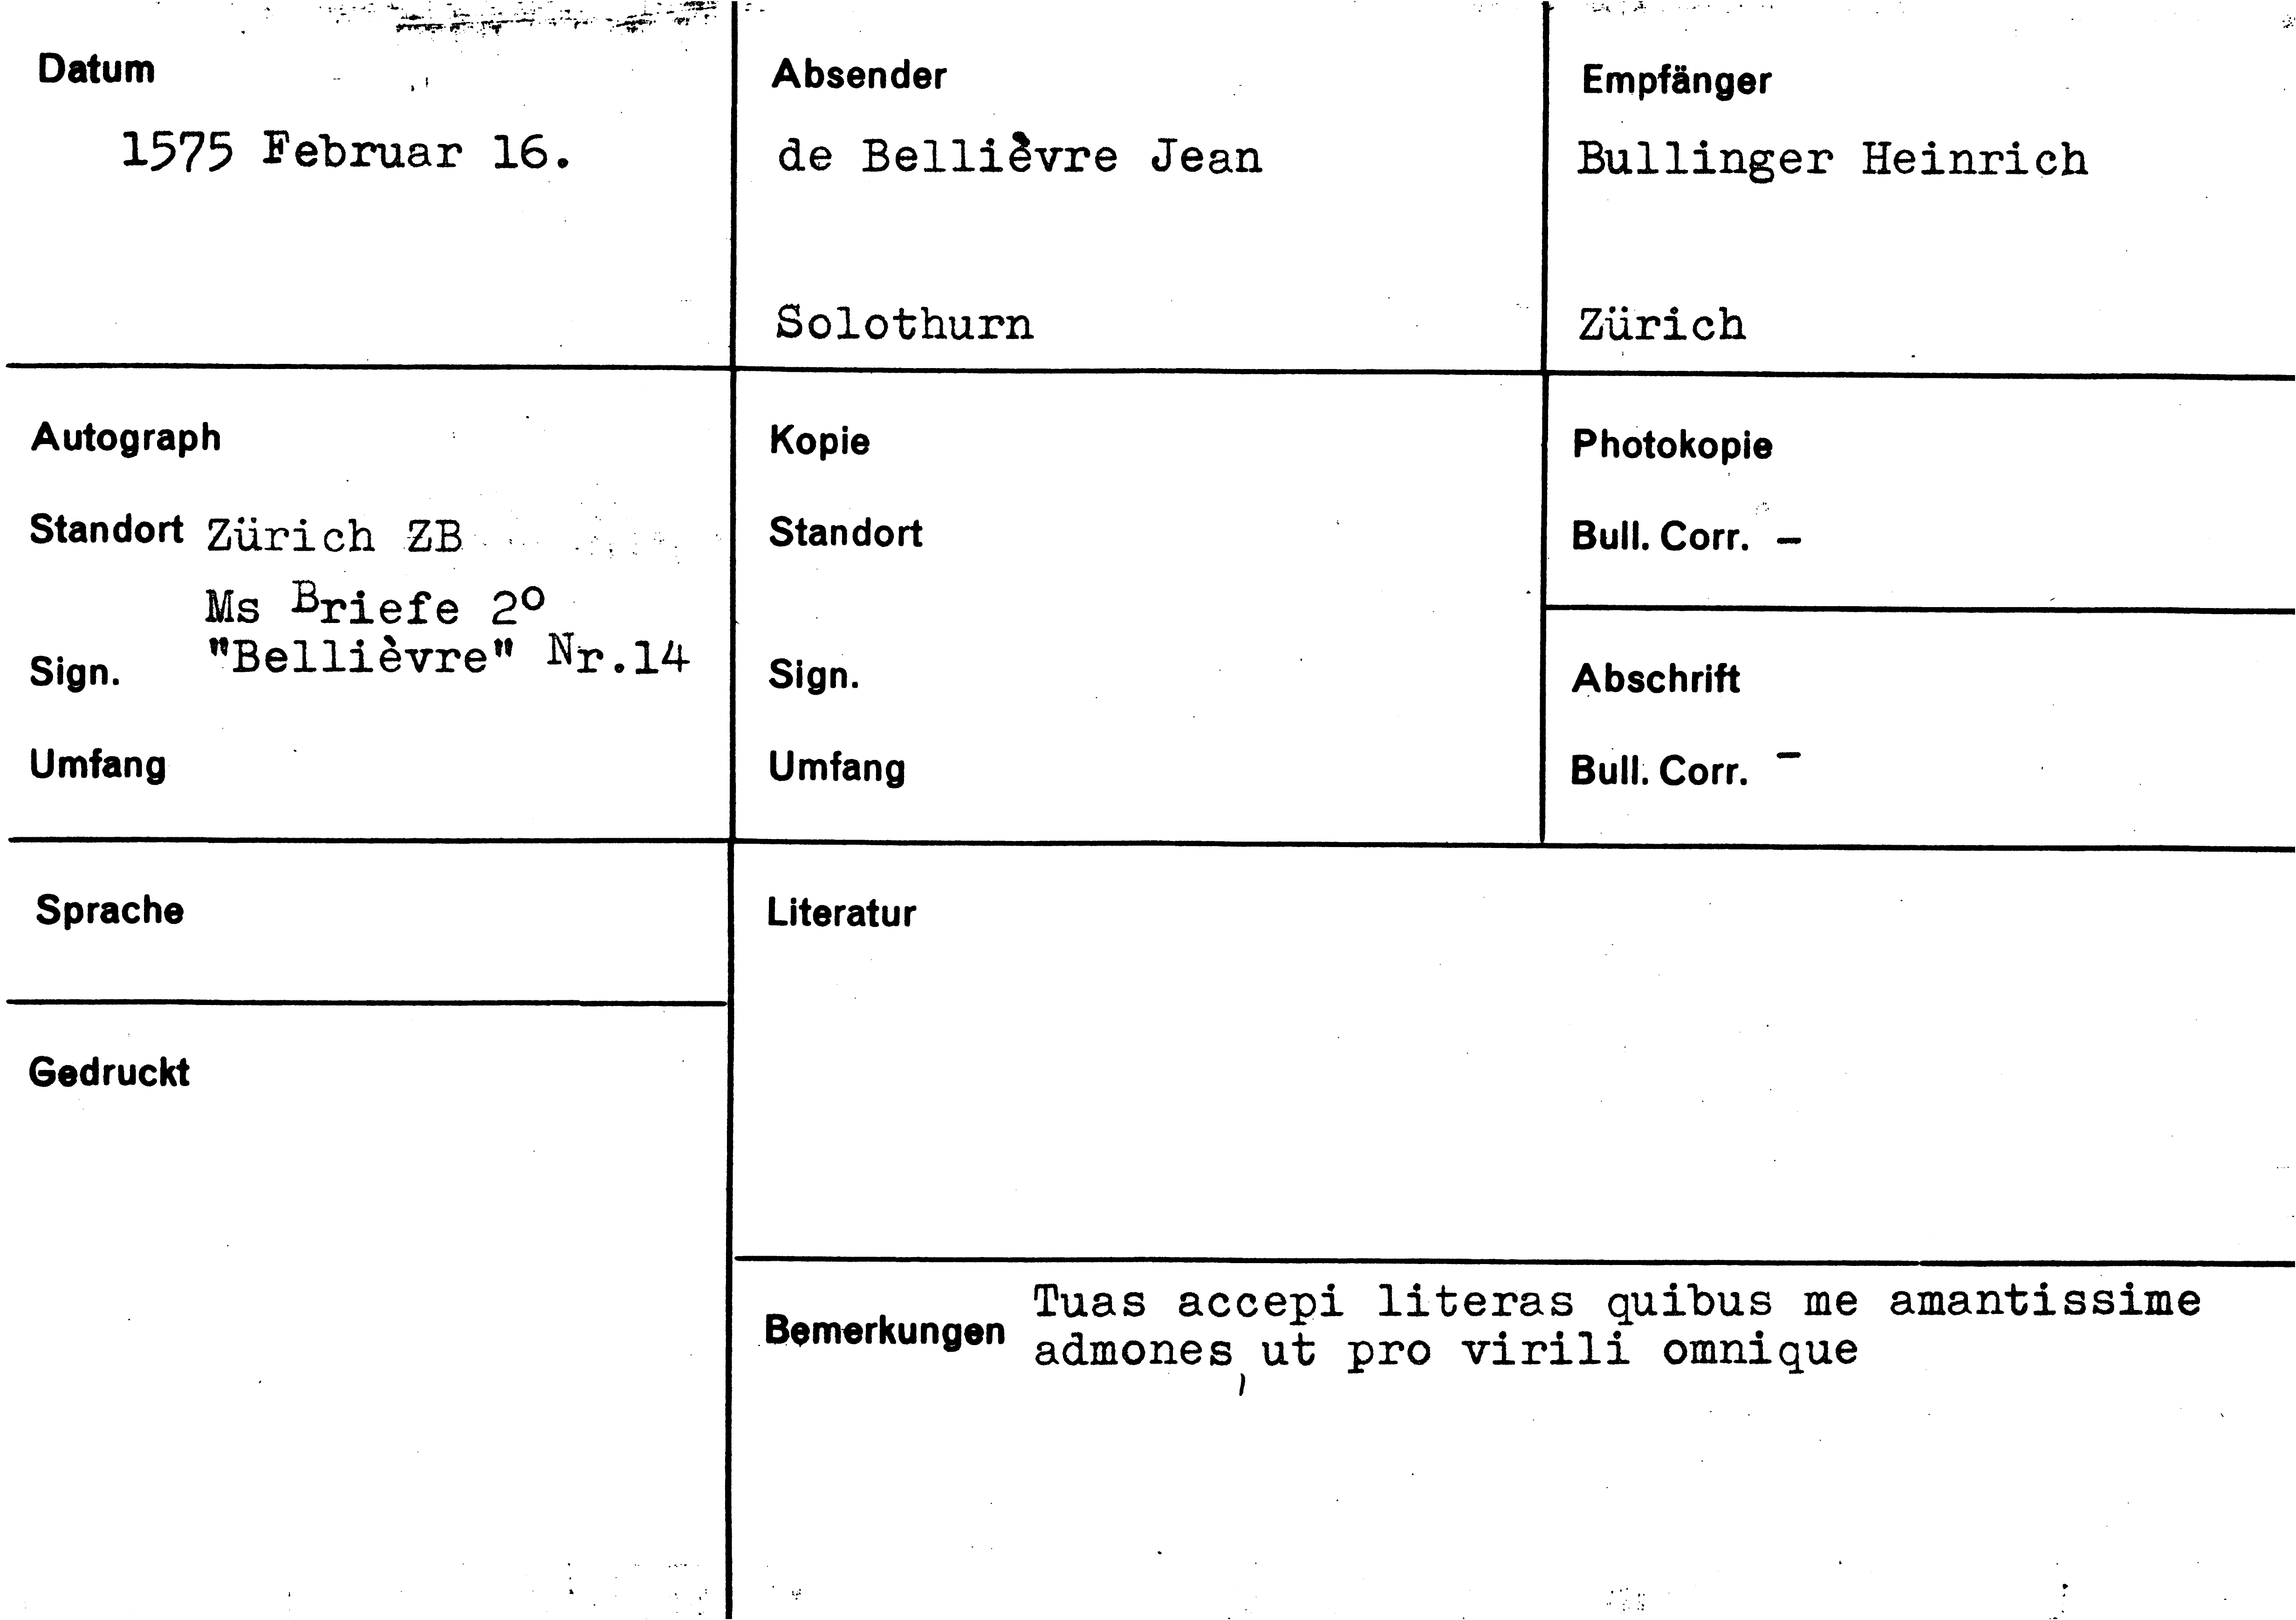 Datum
1575 Februar 16.
Absender
de Bellièvre Jean
Solothurn
Empfänger
Bullinger Heinrich
Zürich
Autograph
Standort Zürich ZB
Ms Briefe 2º
"Bellièvre" Nr.14
Sign.
Umfang
Kopie
Standort
Sign.
Umfang
Photokopie
Bull. Corr. –
Abschrift
Bull. Corr. –
Sprache
Gedruckt
Literatur
Bemerkungen
Tuas accepi literas quibus me amantissime
admones, ut pro virili omnique